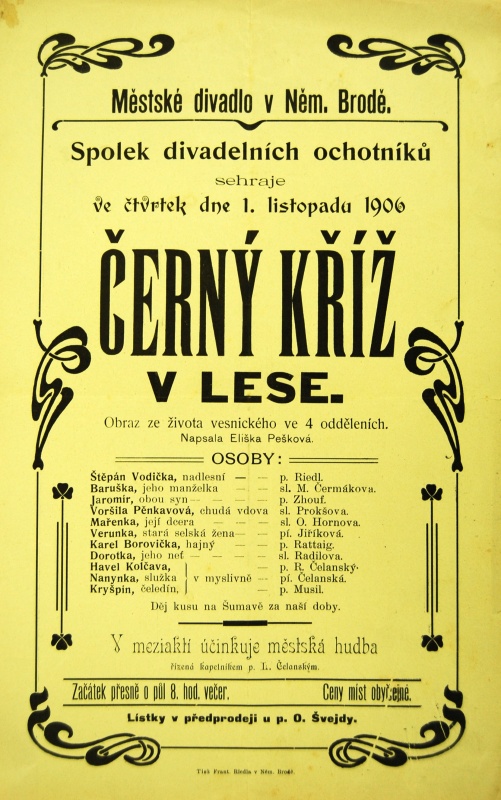 Městské divadlo v Něm. Brodě.
Spolek divadelních ochotníků
sehraje
ve čtvrtek dne 1. listopadu 1906
ČERNÝ KŘÍŽ
V LESE.
Obraz ze života vesnického ve 4 odděleních.
Napsala Eliška Pešková.
OSOBY:
Štěpán Vodička, nadlesní — — p. Riedl.
Baruška, jeho manželka — — sl. M. Čermákova.
Jaromír, obou syn — — — p. Zhouf.
Voršila Pěnkavová, chudá vdova sl. Prokšova.
Mařenka, její dcera — — — sl. O. Hornova.
Verunka, stará selská žena — — pí. Jiříková.
Karel Borovička, hajný — — p. Rattaig.
Dorotka, jeho neť — — — sl. Radilova.
Havel Kolčava, p. R. Čelanský.
Nanynka, služka v myslivně — pí. Čelanská.
Kryšpín, čeledín, p. Musil.
Děj kusu na Šumavě za naší doby.
V meziaktí účinkuje městská hudba
řízená kapelníkem p. L. Čelanským.
Začátek přesně o půl 8. hod. večer. Ceny míst obyčejné.
Lístky v předprodeji u p. O. Švejdy.
Tisk Frant. Riedla v Něm. Brodě.